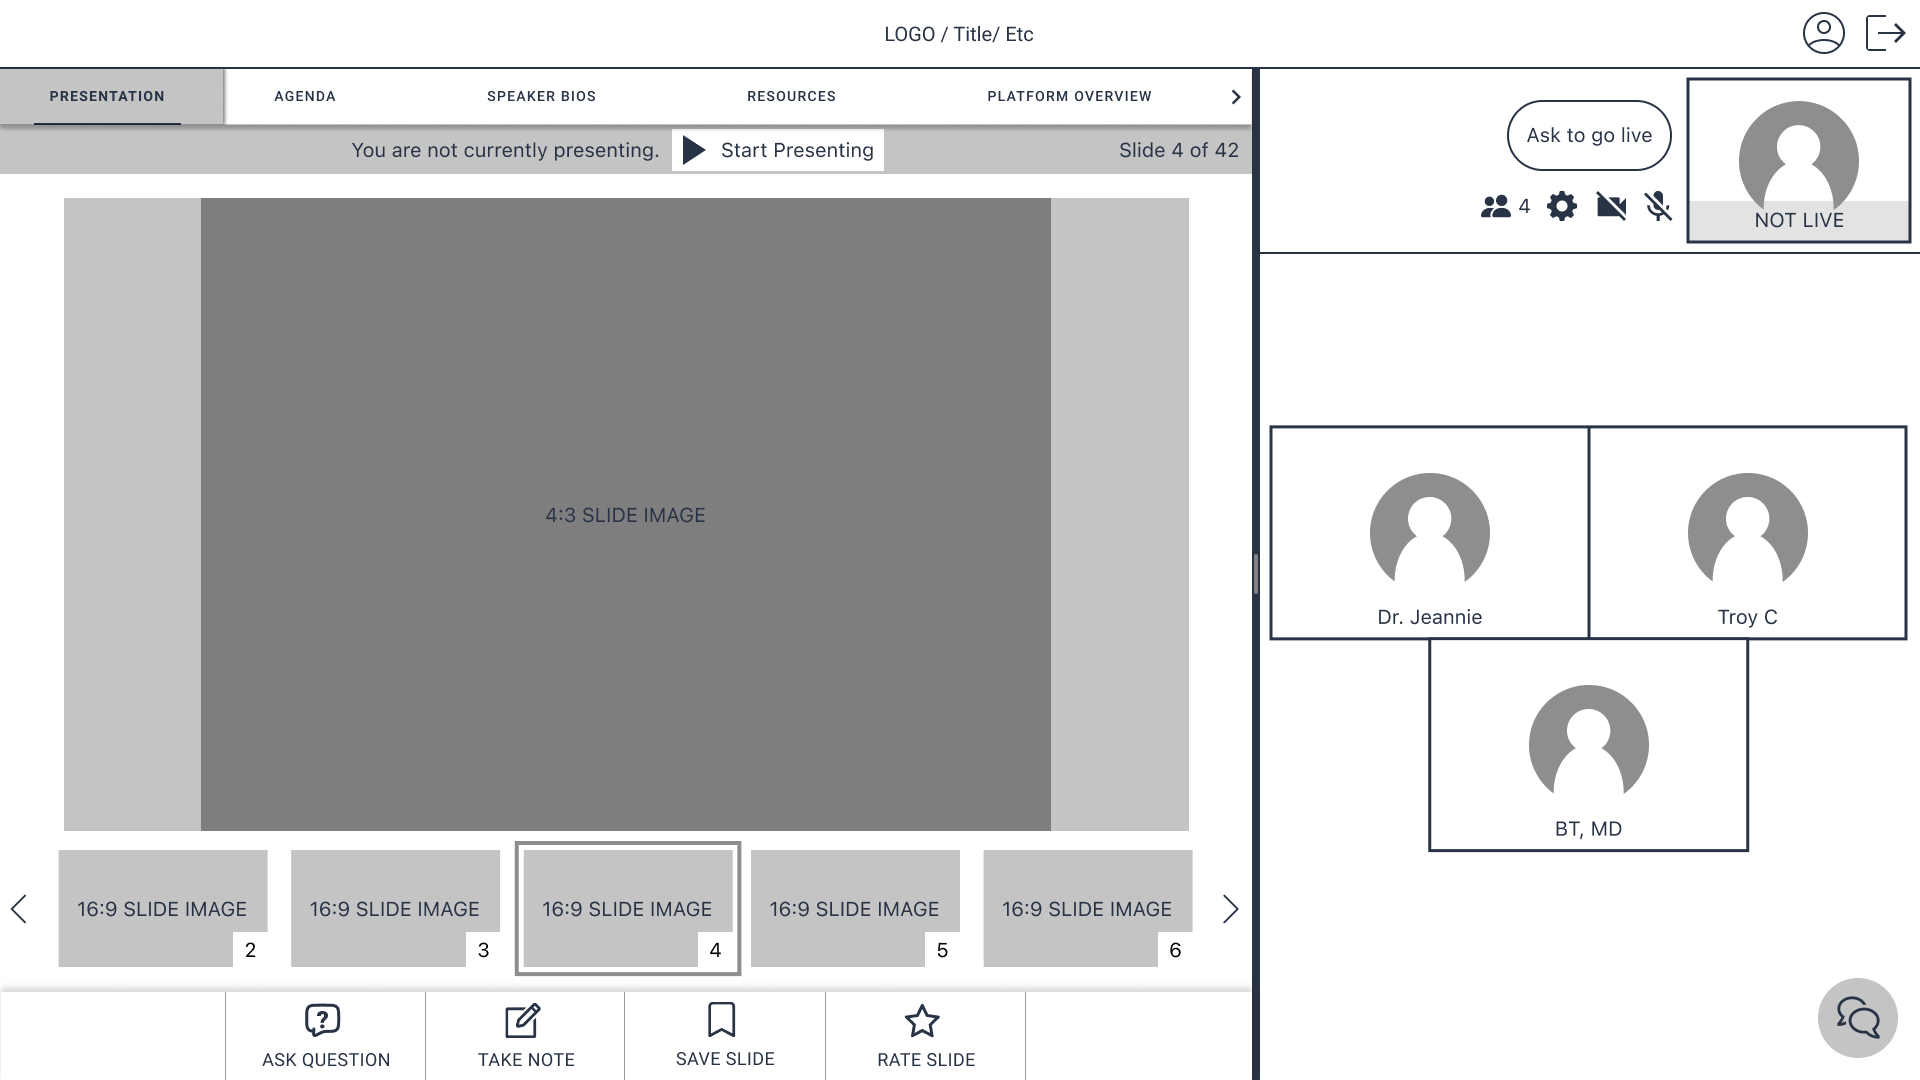 LOGO / Title/ Etc
PRESENTATION
AGENDA
SPEAKER BIOS
RESOURCES
PLATFORM OVERVIEW
You are not currently presenting.
Start Presenting
Slide 4 of 42
4:3 SLIDE IMAGE
16:9 SLIDE IMAGE
2
16:9 SLIDE IMAGE
3
16:9 SLIDE IMAGE
4
16:9 SLIDE IMAGE
5
16:9 SLIDE IMAGE
6
?
ASK QUESTION
TAKE NOTE
SAVE SLIDE
RATE SLIDE
Ask to go live
4
NOT LIVE
Dr. Jeannie
Troy C
BT, MD